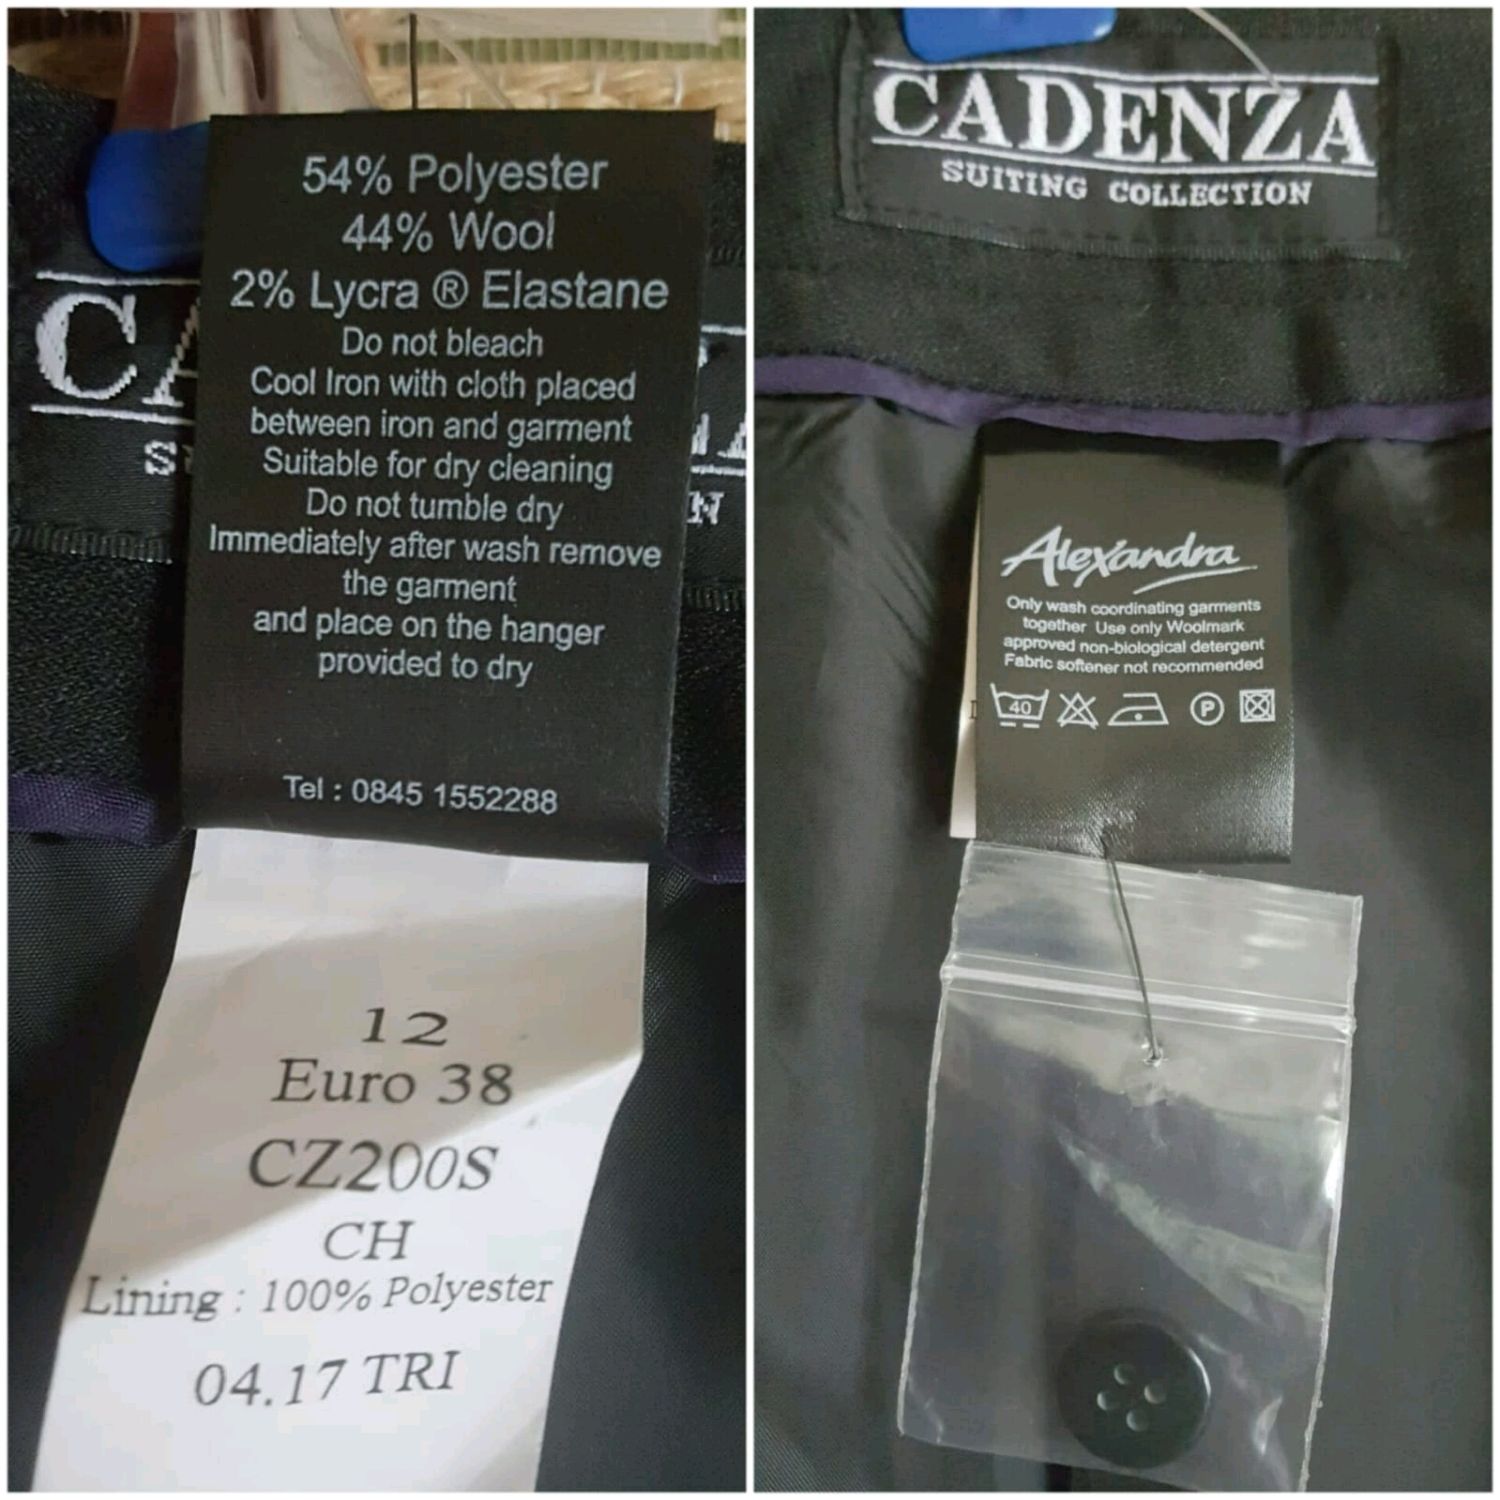 54% Polyester
44% Wool
2% Lycra ® Elastane
Do not bleach
Cool Iron with cloth placed
between iron and garment
Suitable for dry cleaning
Do not tumble dry
Immediately after wash remove
the garment
and place on the hanger
provided to dry
Tel : 0845 1552288
12
Euro 38
CZ200S
CH
Lining : 100% Polyester
04.17 TRI
CADENZA
SUITING COLLECTION
Alexandra
Only wash coordinating garments
together Use only Woolmark
approved non-biological detergent
Fabric softener not recommended
40 P